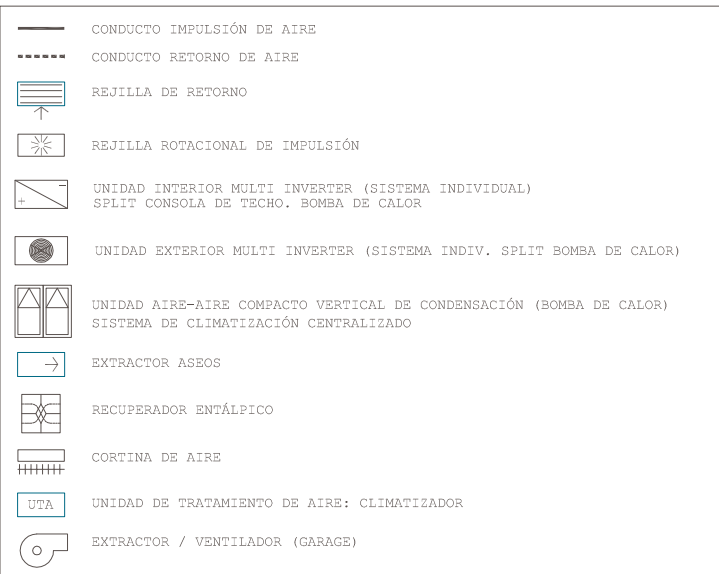 CONDUCTO IMPULSIÓN DE AIRE
CONDUCTO RETORNO DE AIRE
REJILLA DE RETORNO
REJILLA ROTACIONAL DE IMPULSIÓN
UNIDAD INTERIOR MULTI INVERTER (SISTEMA INDIVIDUAL)
SPLIT CONSOLA DE TECHO. BOMBA DE CALOR
UNIDAD EXTERIOR MULTI INVERTER (SISTEMA INDIV. SPLIT BOMBA DE CALOR)
UNIDAD AIRE-AIRE COMPACTO VERTICAL DE CONDENSACIÓN (BOMBA DE CALOR)
SISTEMA DE CLIMATIZACIÓN CENTRALIZADO
EXTRACTOR ASEOS
RECUPERADOR ENTÁLPICO
CORTINA DE AIRE
UTA UNIDAD DE TRATAMIENTO DE AIRE: CLIMATIZADOR
EXTRACTOR / VENTILADOR (GARAGE)